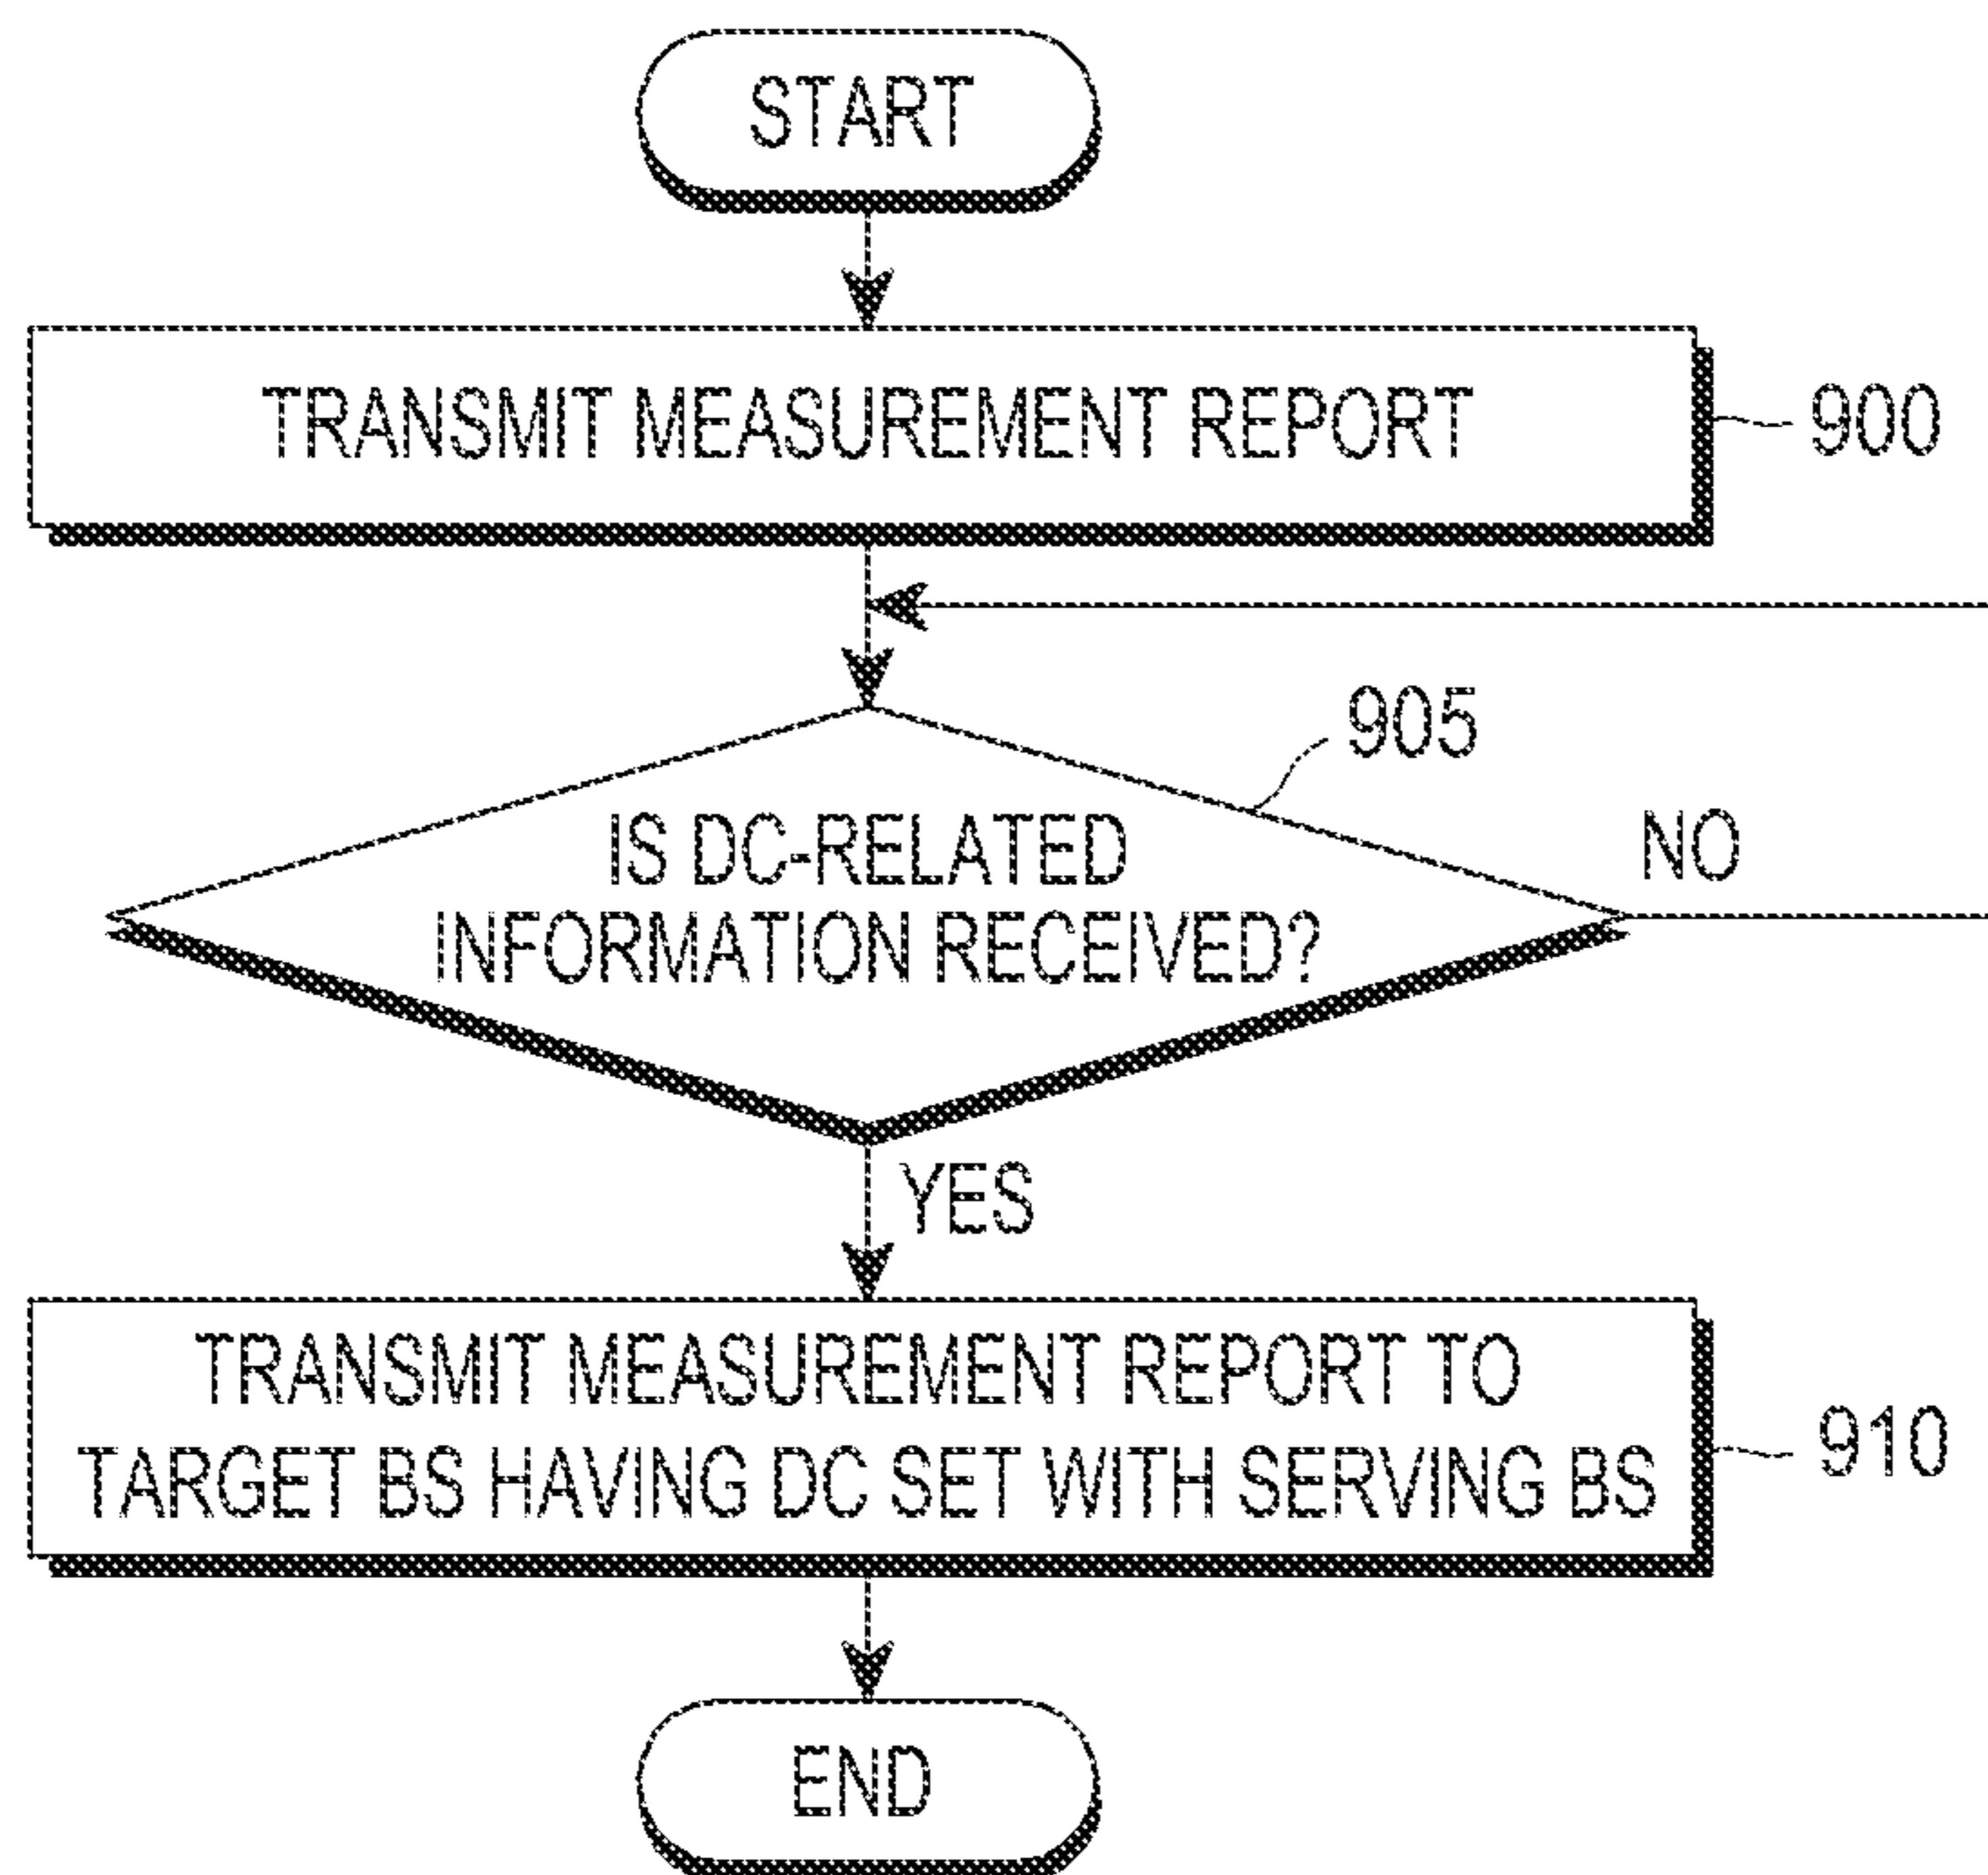 START
TRANSMIT MEASUREMENT REPORT
900
905
IS DC-RELATED
INFORMATION RECEIVED?
NO
YES
TRANSMIT MEASUREMENT REPORT TO
TARGET BS HAVING DC SET WITH SERVING BS
910
END